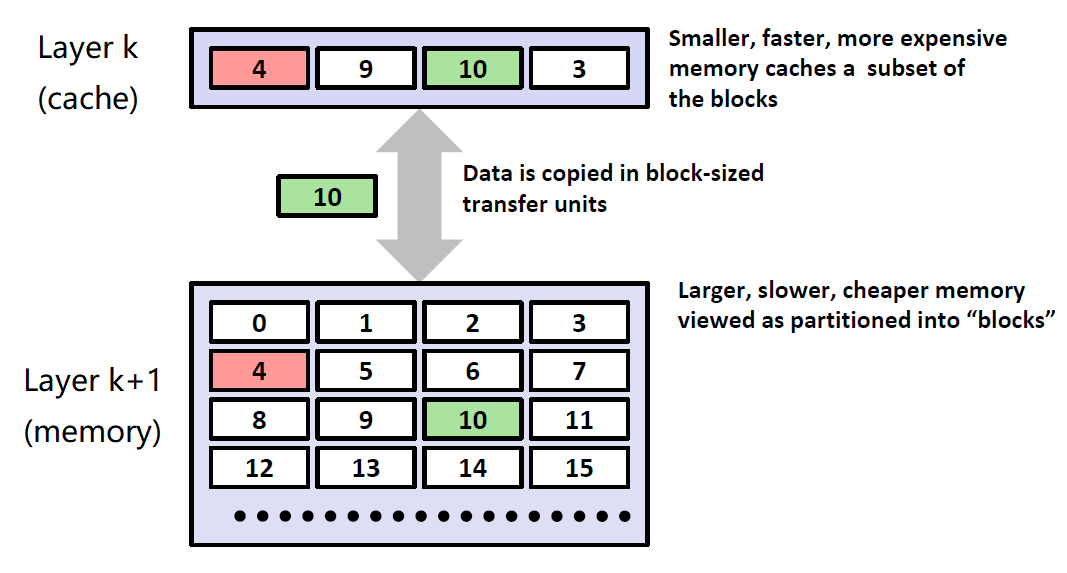 Layer k
(cache)
4 9 10 3
Smaller, faster, more expensive
memory caches a subset of
the blocks
10
Data is copied in block-sized
transfer units
Layer k+1
(memory)
0 1 2 3
4 5 6 7
8 9 10 11
12 13 14 15
Larger, slower, cheaper memory
viewed as partitioned into “blocks”